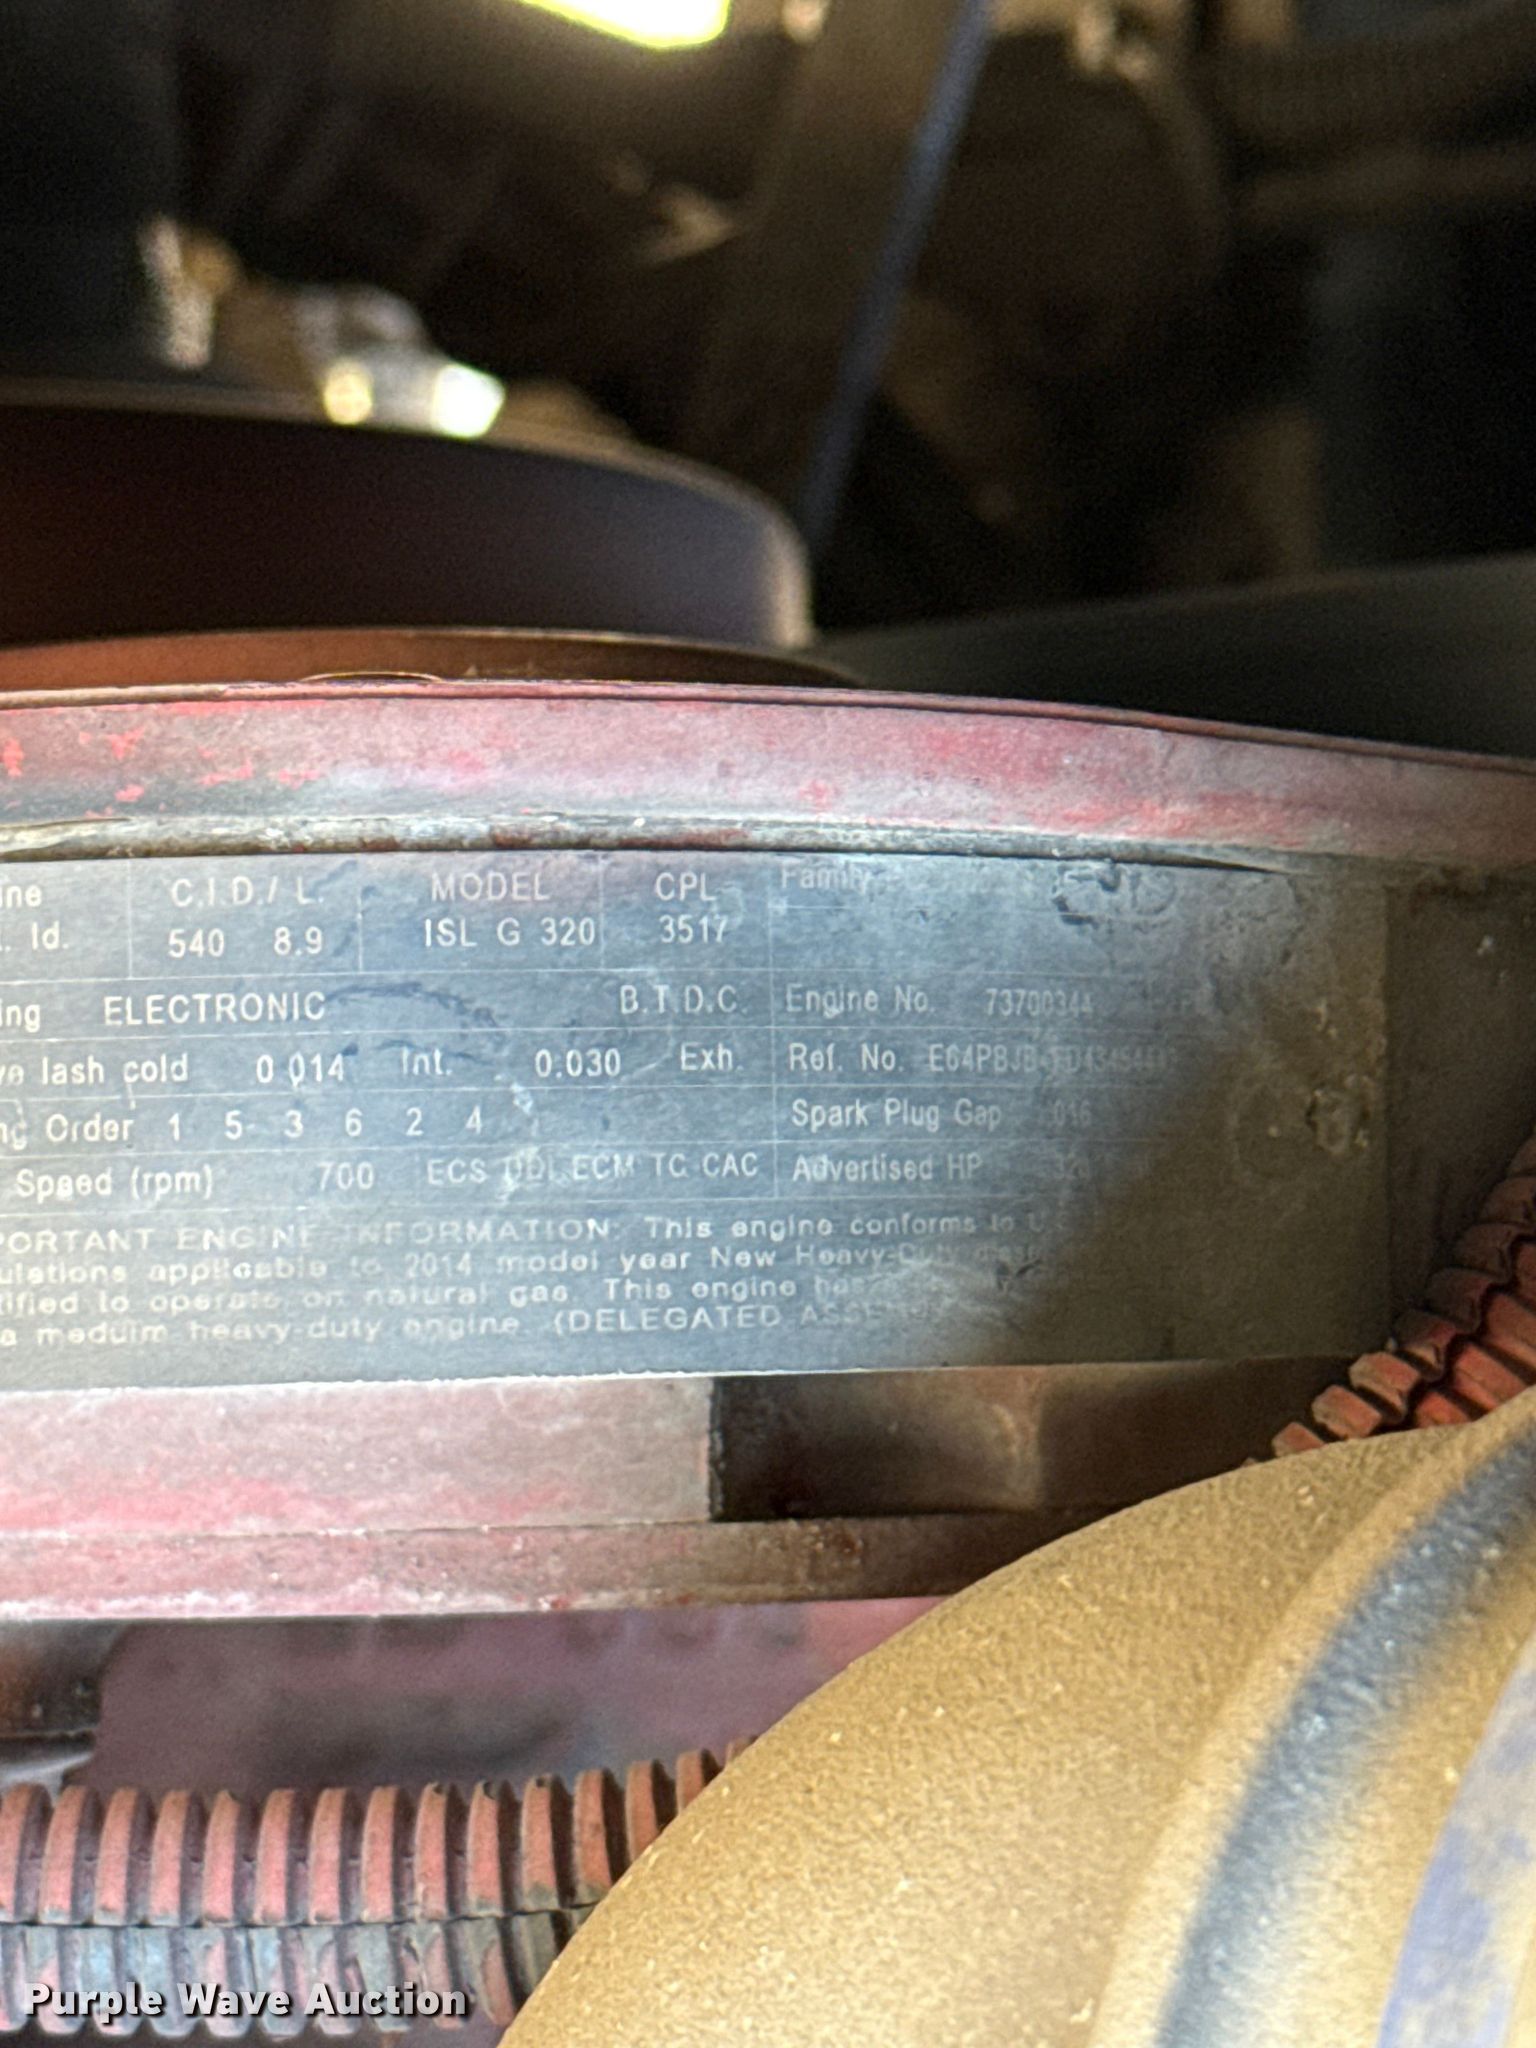 ine C.I.D./ L. MODEL CPL Family
. Id. 540 8.9 ISL G 320 3517
ing ELECTRONIC B.T.D.C. Engine No. 73700344
ve lash cold 0.014 Int. 0.030 Exh. Ref. No.
ng Order 1 5 3 6 2 4 Spark Plug Gap
Speed (rpm) 700 ECS DDI ECM TC CAC Advertised HP
PORTANT ENGINE INFORMATION: This engine conforms to U
ulations applicable to 2014 model year New Heavy-Duty
tified to operate on natural gas. This engine has
a meduim heavy-duty engine. (DELEGATED
Purple Wave Auction